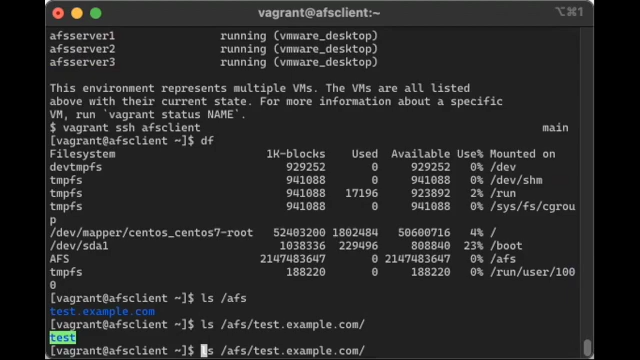 vagrant@afsclient:~
⌥⌘1
afsserver1 running (vmware_desktop)
afsserver2 running (vmware_desktop)
afsserver3 running (vmware_desktop)
This environment represents multiple VMs. The VMs are all listed
above with their current state. For more information about a specific
VM, run `vagrant status NAME`.
$ vagrant ssh afsclient main
[vagrant@afsclient ~]$ df
Filesystem 1K-blocks Used Available Use% Mounted on
devtmpfs 929252 0 929252 0% /dev
tmpfs 941088 0 941088 0% /dev/shm
tmpfs 941088 17196 923892 2% /run
tmpfs 941088 0 941088 0% /sys/fs/cgrou
p
/dev/mapper/centos_centos7-root 52403200 1802484 50600716 4% /
/dev/sda1 1038336 229496 808840 23% /boot
AFS 2147483647 0 2147483647 0% /afs
tmpfs 188220 0 188220 0% /run/user/100
0
[vagrant@afsclient ~]$ ls /afs
test.example.com
[vagrant@afsclient ~]$ ls /afs/test.example.com/
test
[vagrant@afsclient ~]$ ls /afs/test.example.com/